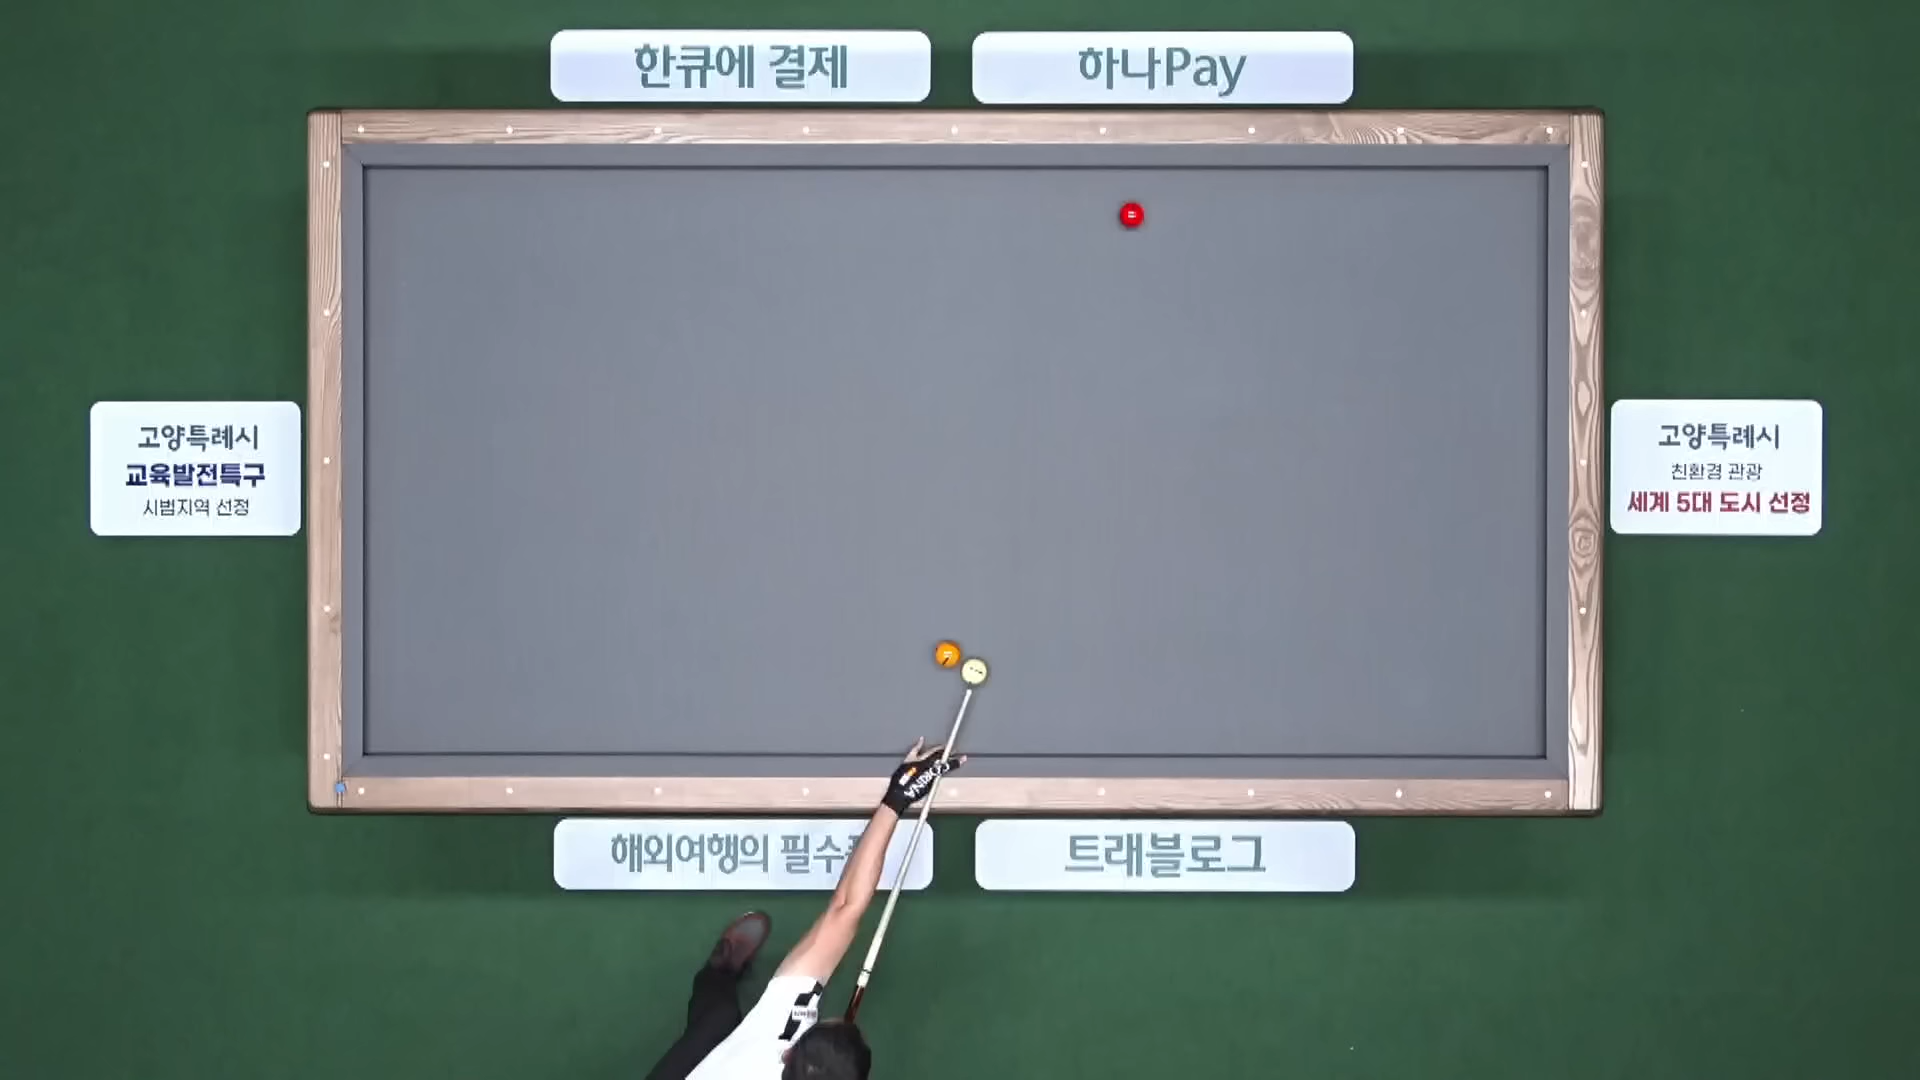 한큐에 결제
하나Pay
고양특례시
교육발전특구
시범지역 선정
고양특례시
친환경 관광
세계 5대 도시 선정
해외여행의
트래블로그